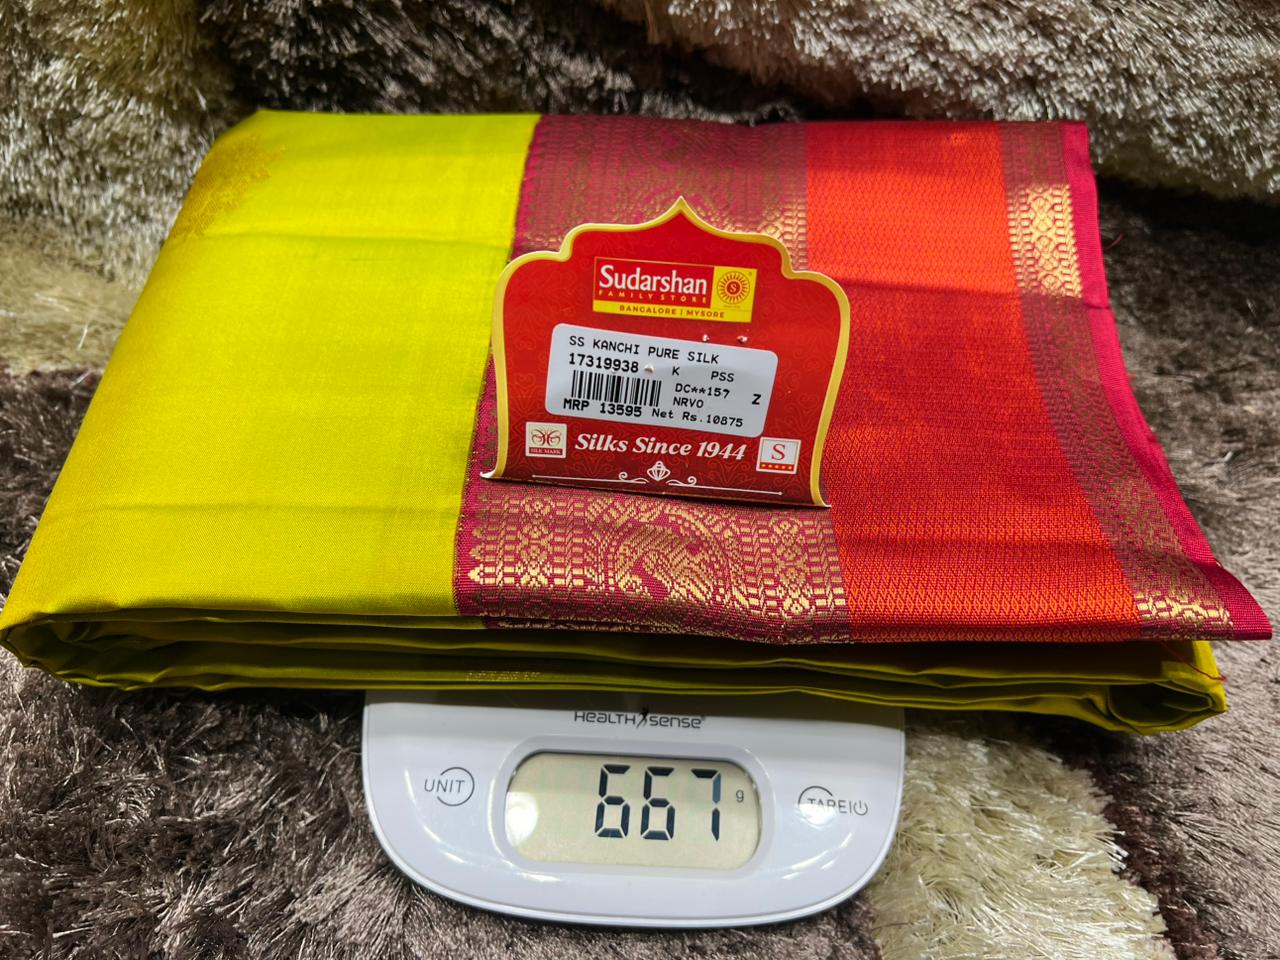 Sudarshan
FAMILY STORE
S
BANGALORE | MYSORE
SS KANCHI PURE SILK
17319938 K PSS
DC**157 Z
NRVO
MRP 13595 Net Rs.10875
SILK MARK
Silks Since 1944
S
HEALTH SENSE®
UNIT
667 g
TARE|